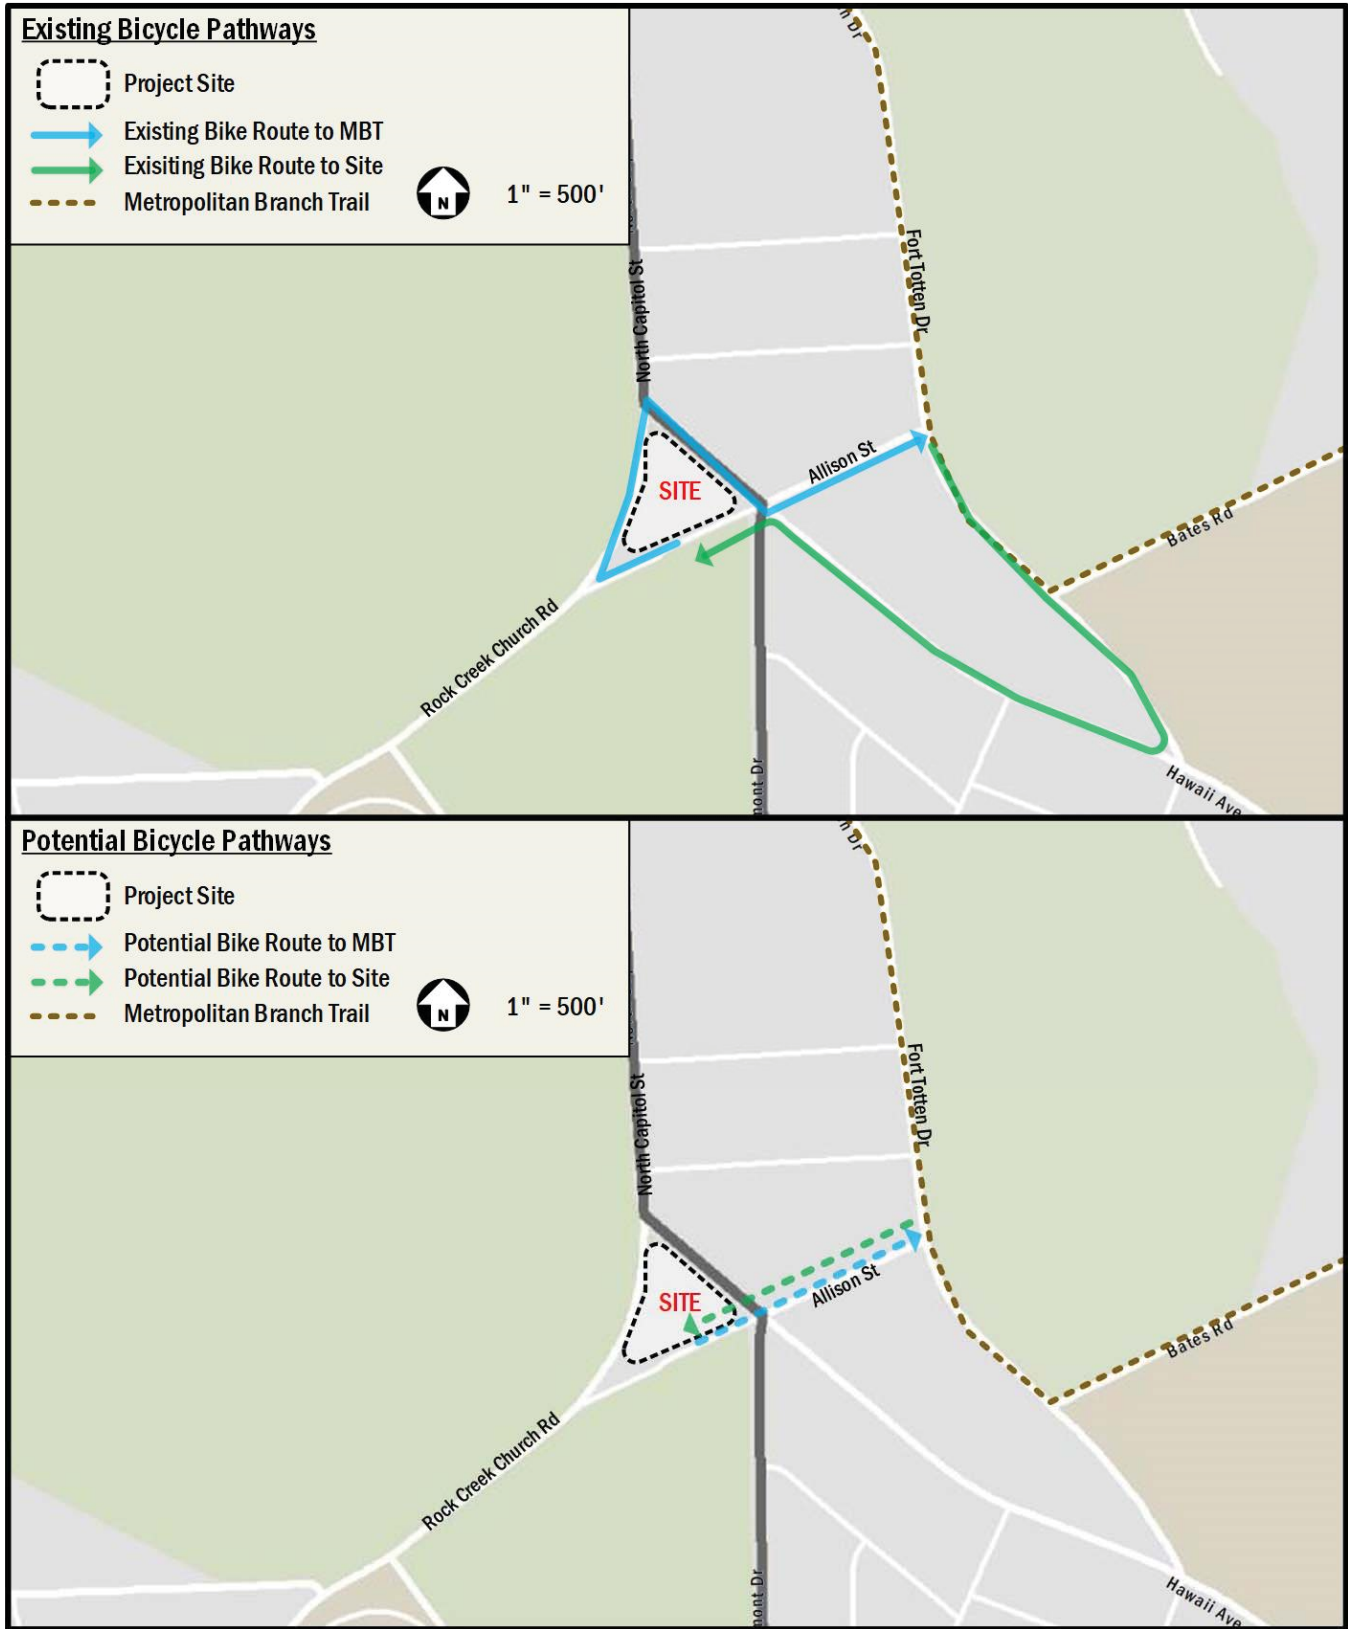 Existing Bicycle Pathways
Project Site
Existing Bike Route to MBT
Exisiting Bike Route to Site
Metropolitan Branch Trail
N
1" = 500'
North Capitol St
Fort Totten Dr
Allison St
SITE
Bates Rd
Rock Creek Church Rd
Hawaii Ave
Potential Bicycle Pathways
Project Site
Potential Bike Route to MBT
Potential Bike Route to Site
Metropolitan Branch Trail
N
1" = 500'
North Capitol St
Fort Totten Dr
SITE
Allison St
Bates Rd
Rock Creek Church Rd
Hawaii Ave